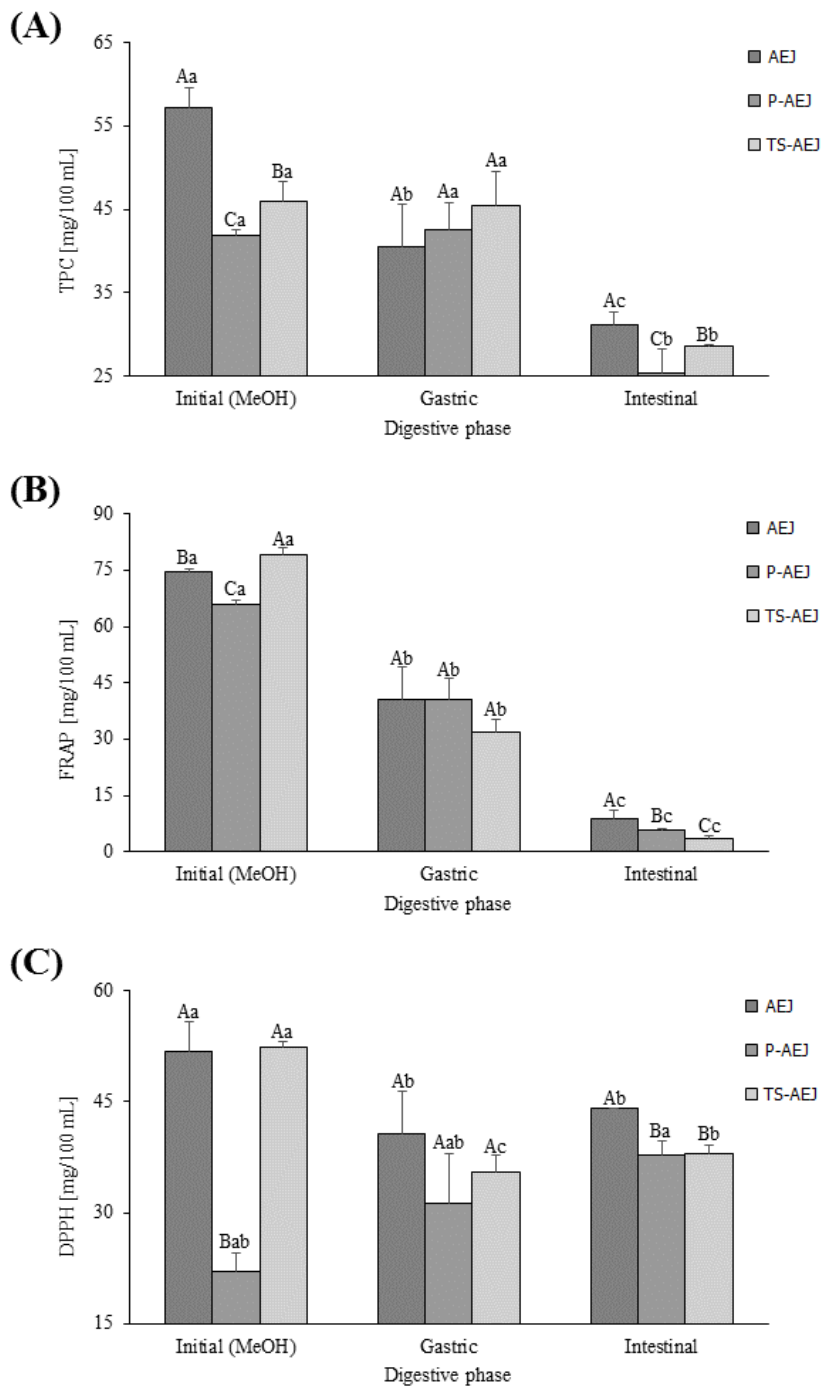 (A)
65
55
45
35
25
TPC [mg/100 mL]
Aa
Ca
Ba
Ab
Aa
Aa
Ac
Cb
Bb
AEJ
P-AEJ
TS-AEJ
Initial (MeOH)
Gastric
Intestinal
Digestive phase
(B)
90
75
60
45
30
15
0
FRAP [mg/100 mL]
Ba
Ca
Aa
Ab
Ab
Ab
Ac
Bc
Cc
AEJ
P-AEJ
TS-AEJ
Initial (MeOH)
Gastric
Intestinal
Digestive phase
(C)
60
45
30
15
DPPH [mg/100 mL]
Aa
Bab
Aa
Ab
Aab
Ac
Ab
Ba
Bb
AEJ
P-AEJ
TS-AEJ
Initial (MeOH)
Gastric
Intestinal
Digestive phase